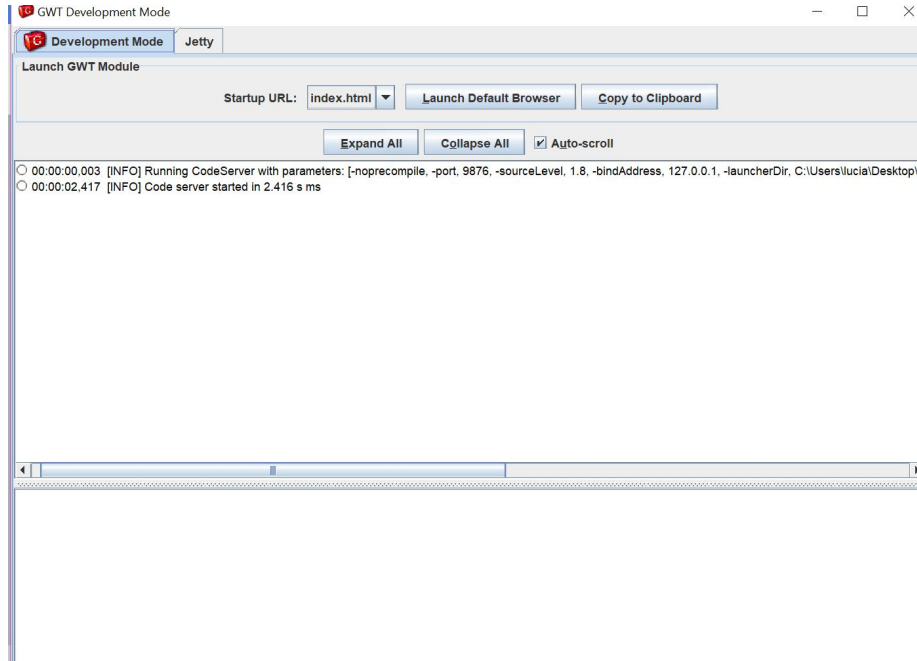 GWT Development Mode
Development Mode Jetty
Launch GWT Module
Startup URL: index.html Launch Default Browser Copy to Clipboard
Expand All Collapse All Auto-scroll
00:00:00,003 [INFO] Running CodeServer with parameters: [-noprecompile, -port, 9876, -sourceLevel, 1.8, -bindAddress, 127.0.0.1, -launcherDir, C:\Users\lucia\Desktop\
00:00:02,417 [INFO] Code server started in 2.416 s ms